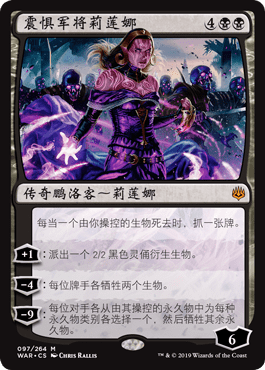 震惧军将莉莲娜 4
传奇鹏洛客～莉莲娜
每当一个由你操控的生物死去时，抓一张牌。
+1：派出一个 2/2 黑色灵俑衍生生物。
-4：每位牌手各牺牲两个生物。
-9：每位对手各从由其操控的永久物中为每种
永久物类别各选择一个，然后牺牲其余永
久物。
6
097/264 M
WAR • CS Chris Rallis
™ & © 2019 Wizards of the Coast